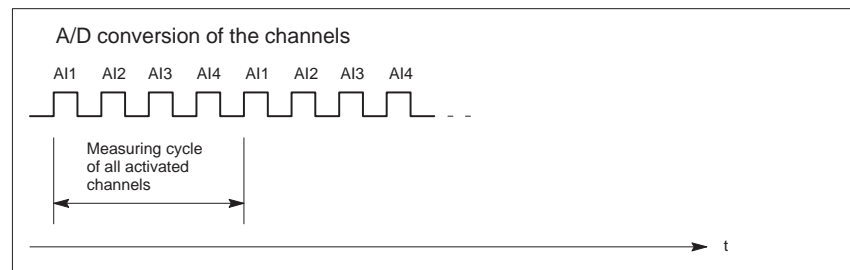 A/D conversion of the channels
AI1 AI2 AI3 AI4 AI1 AI2 AI3 AI4
Measuring cycle
of all activated
channels
t